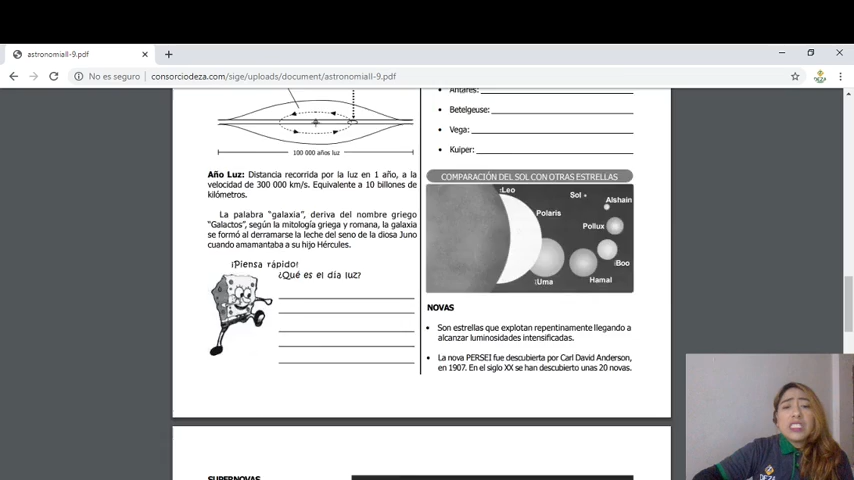 astronomiaII-9.pdf
No es seguro
consorciodeza.com/sige/uploads/document/astronomiaII-9.pdf
100 000 años luz
Año Luz: Distancia recorrida por la luz en 1 año, a la
velocidad de 300 000 km/s. Equivalente a 10 billones de
kilómetros.
La palabra "galaxia", deriva del nombre griego
"Galactos", según la mitología griega y romana, la galaxia
se formó al derramarse la leche del seno de la diosa Juno
cuando amamantaba a su hijo Hércules.
¡Piensa rápido!
¿Qué es el día luz?
• Antares:
• Betelgeuse:
• Vega:
• Kuiper:
COMPARACIÓN DEL SOL CON OTRAS ESTRELLAS
Leo
Sol
Alshain
Polaris
Pollux
Boo
Uma
Hamal
NOVAS
• Son estrellas que explotan repentinamente llegando a
alcanzar luminosidades intensificadas.
• La nova PERSEI fue descubierta por Carl David Anderson,
en 1907. En el siglo XX se han descubierto unas 20 novas.
SUPERNOVAS
DEZA